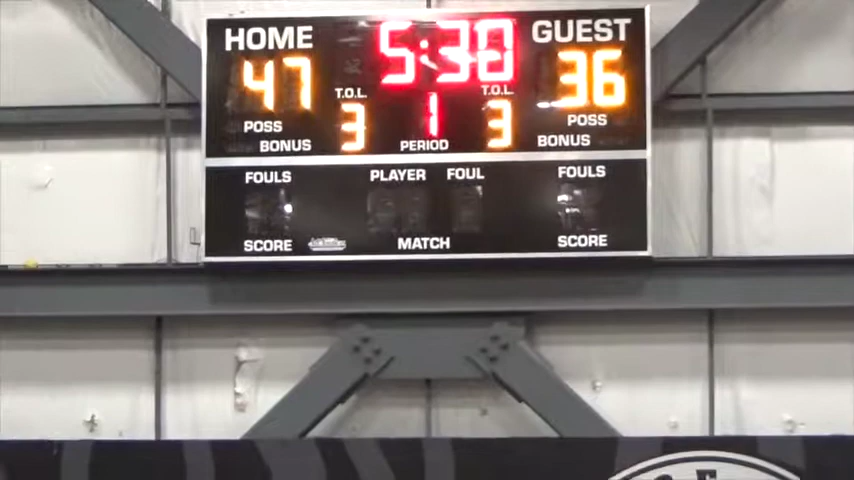 HOME 5:30 GUEST
47 T.O.L. T.O.L. 36
POSS 3 1 3 POSS
BONUS PERIOD BONUS
FOULS PLAYER FOUL FOULS
SCORE MATCH SCORE